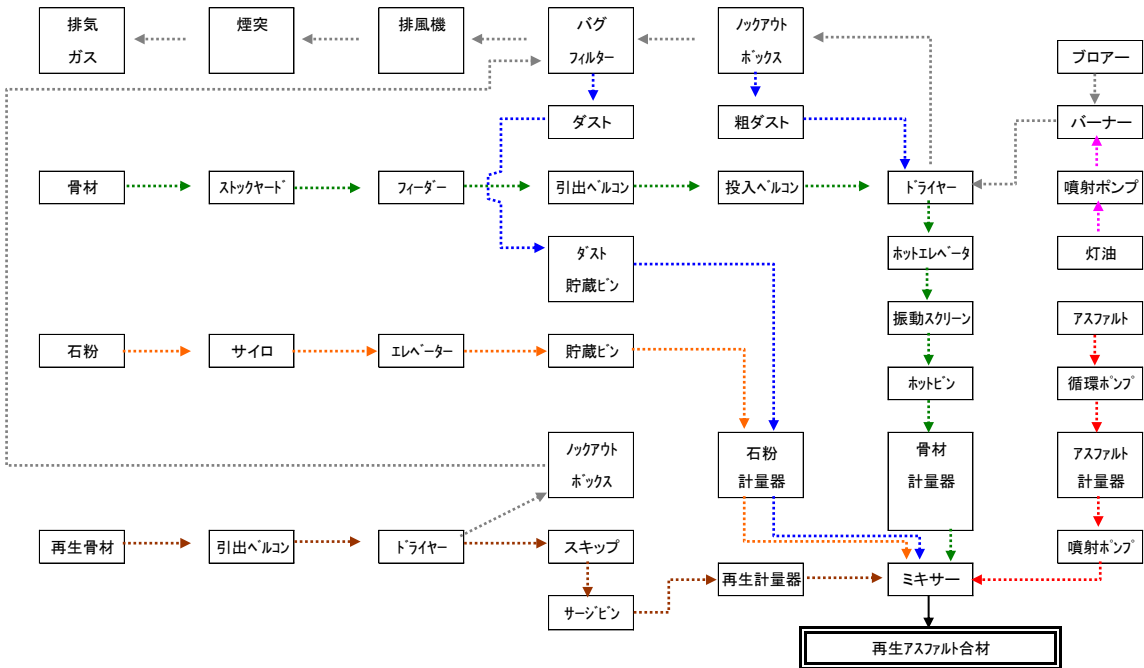 排気
ガス
煙突
排風機
バグ
フィルター
ノックアウト
ボックス
ブロアー
ダスト
粗ダスト
バーナー
骨材
ストックヤード
フィーダー
引出ベルコン
投入ベルコン
ドライヤー
噴射ポンプ
ダスト
貯蔵ビン
ホットエレベータ
灯油
石粉
サイロ
エレベーター
貯蔵ビン
振動スクリーン
アスファルト
ホットビン
循環ポンプ
ノックアウト
ボックス
石粉
計量器
骨材
計量器
アスファルト
計量器
再生骨材
引出ベルコン
ドライヤー
スキップ
噴射ポンプ
サージビン
再生計量器
ミキサー
再生アスファルト合材